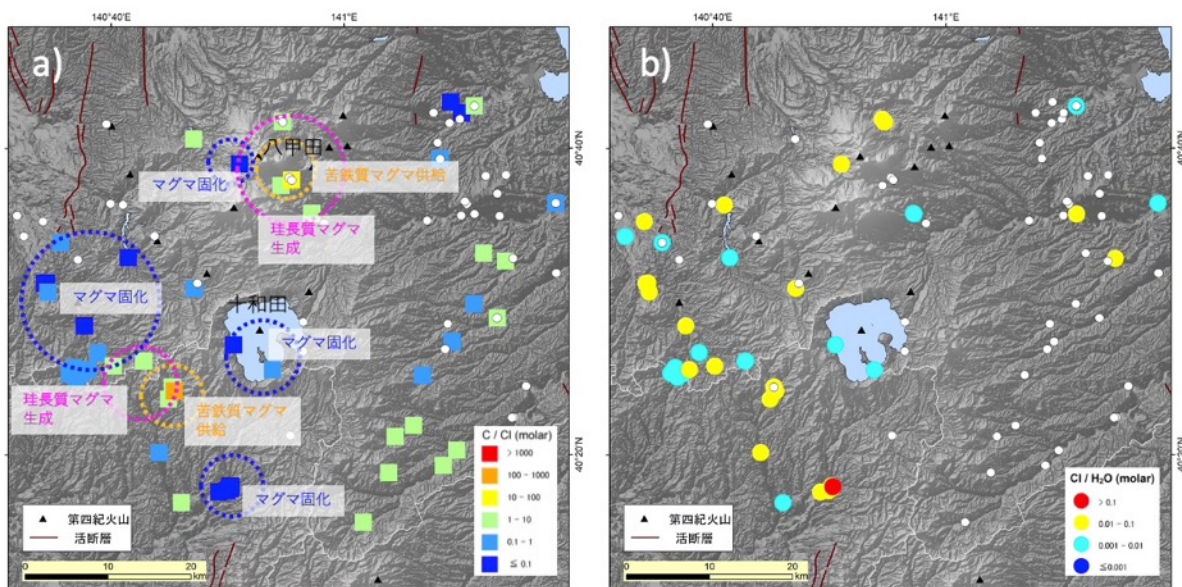 140°40'E
141°E
a)
40°40'N
八甲田
マグマ固化
苦鉄質マグマ供給
珪長質マグマ
生成
マグマ固化
十和田
マグマ固化
珪長質マグマ
生成
苦鉄質マグマ
供給
40°20'N
マグマ固化
C / Cl (molar)
> 1000
100 – 1000
10 – 100
1 – 10
0.1 – 1
≦ 0.1
第四紀火山
活断層
0
10
20
km
140°40'E
141°E
b)
40°40'N
40°20'N
Cl / H₂O (molar)
> 0.1
0.01 – 0.1
0.001 – 0.01
≦0.001
第四紀火山
活断層
0
10
20
km